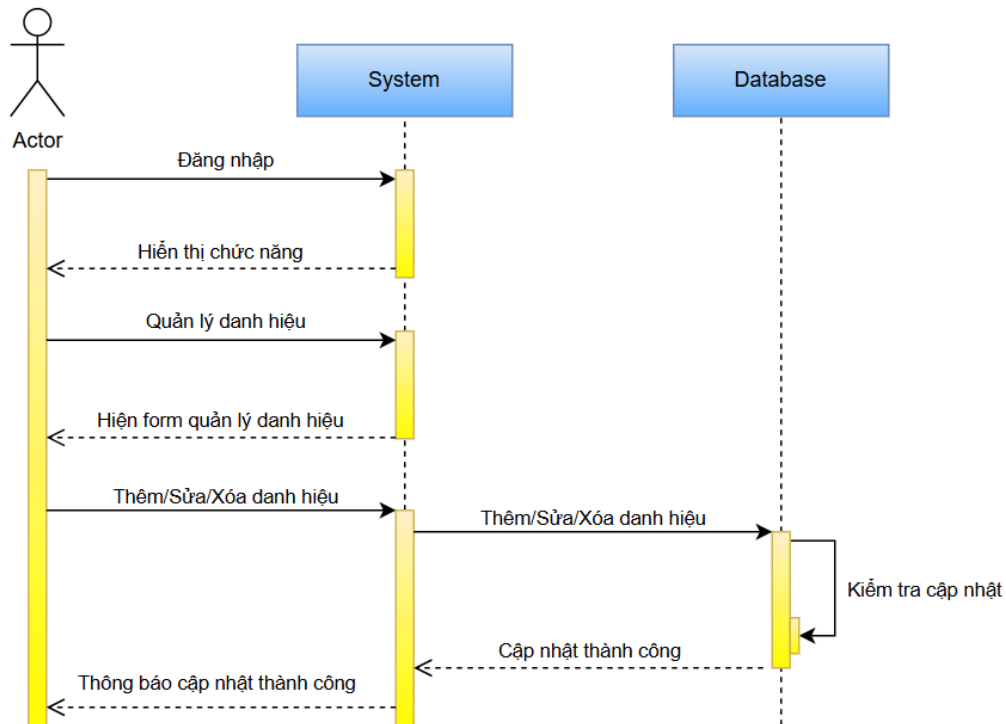 System
Database
Actor
Đăng nhập
Hiển thị chức năng
Quản lý danh hiệu
Hiện form quản lý danh hiệu
Thêm/Sửa/Xóa danh hiệu
Thêm/Sửa/Xóa danh hiệu
Kiểm tra cập nhật
Cập nhật thành công
Thông báo cập nhật thành công